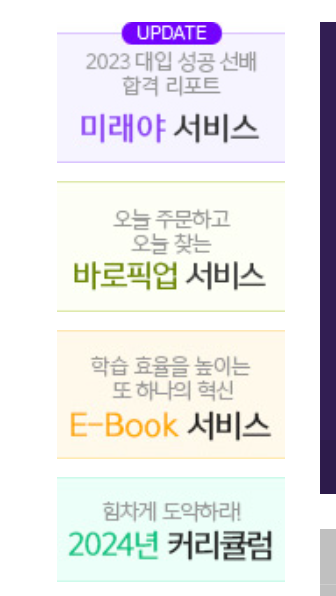 UPDATE
2023 대입 성공 선배
합격 리포트
미래야 서비스
오늘 주문하고
오늘 찾는
바로픽업 서비스
학습 효율을 높이는
또 하나의 혁신
E-Book 서비스
힘차게 도약하라!
2024년 커리큘럼